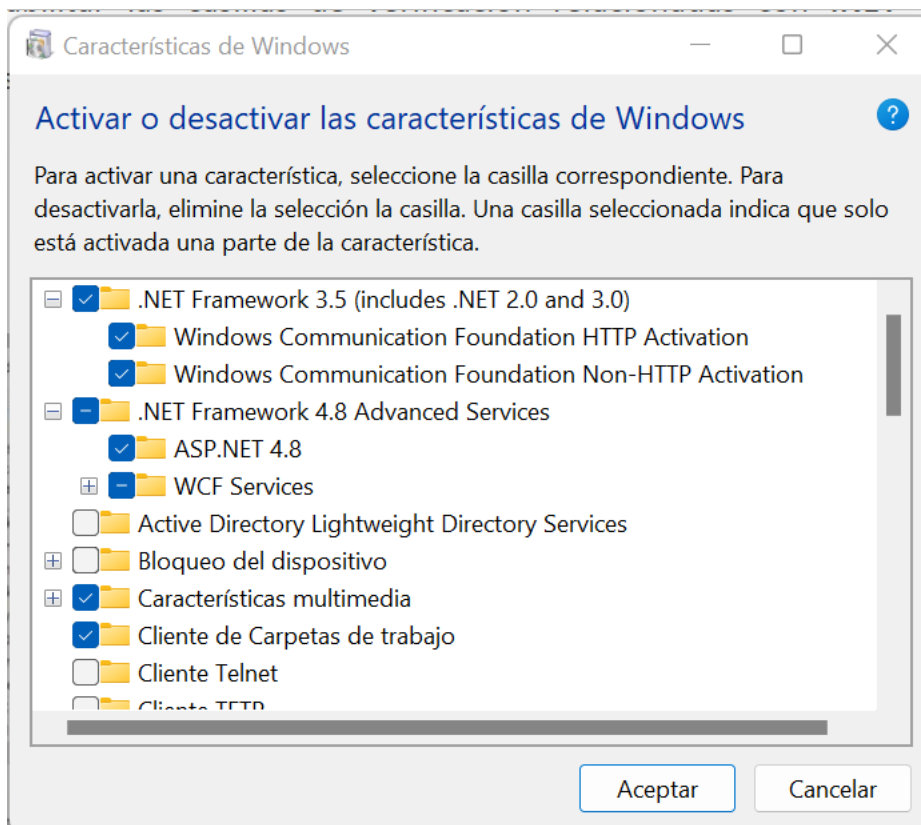 Características de Windows
Activar o desactivar las características de Windows
?
Para activar una característica, seleccione la casilla correspondiente. Para
desactivarla, elimine la selección la casilla. Una casilla seleccionada indica que solo
está activada una parte de la característica.
.NET Framework 3.5 (includes .NET 2.0 and 3.0)
Windows Communication Foundation HTTP Activation
Windows Communication Foundation Non-HTTP Activation
.NET Framework 4.8 Advanced Services
ASP.NET 4.8
WCF Services
Active Directory Lightweight Directory Services
Bloqueo del dispositivo
Características multimedia
Cliente de Carpetas de trabajo
Cliente Telnet
Cliente TFTP
Aceptar
Cancelar